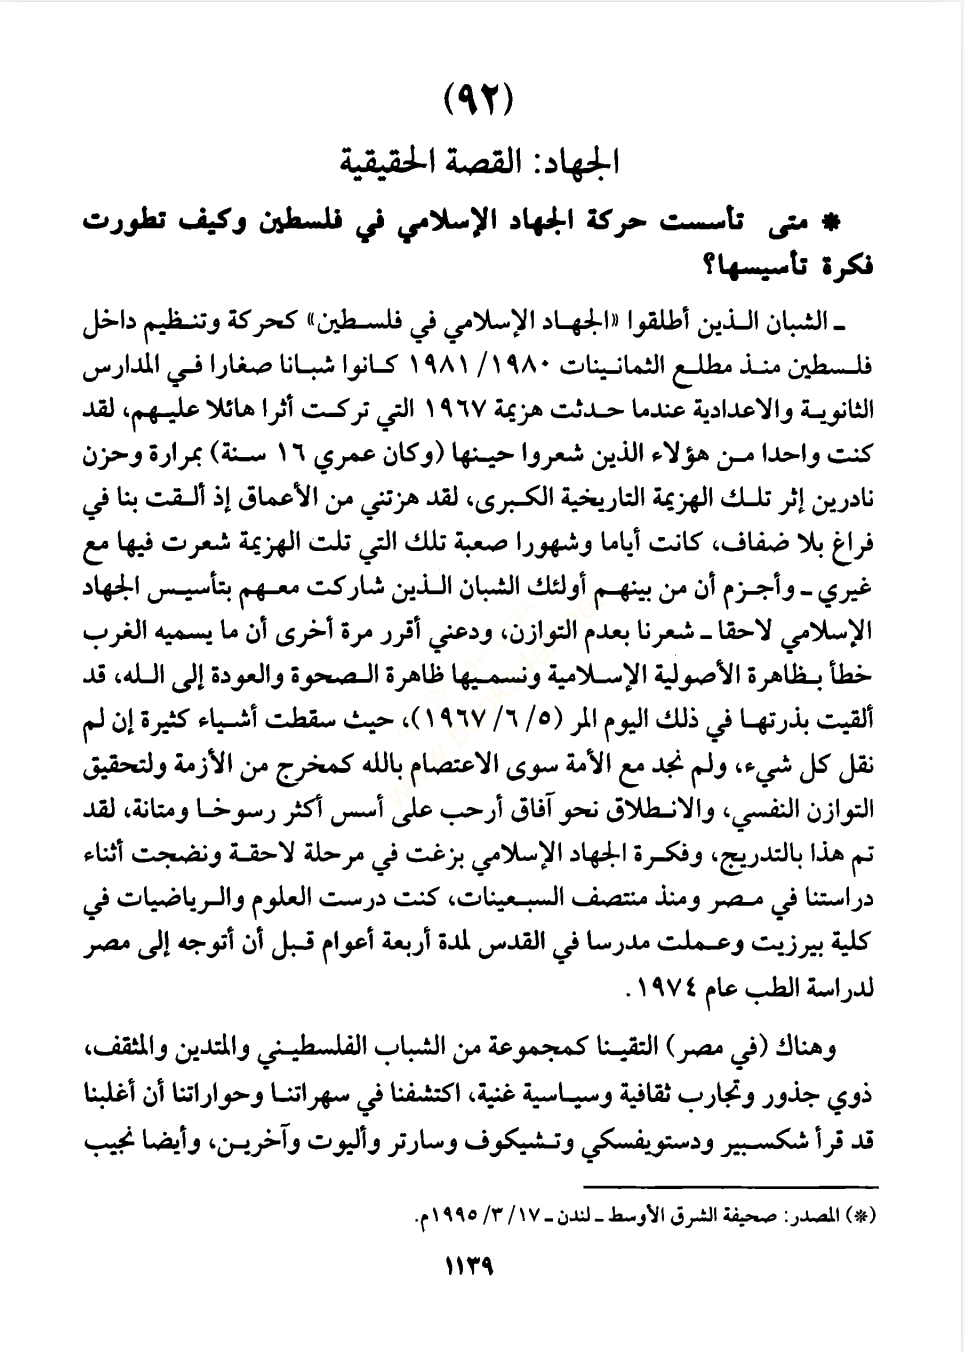 (٩٢)
الجهاد: القصة الحقيقية
* متى تأسست حركة الجهاد الإسلامي في فلسطين وكيف تطورت
فكرة تأسيسها؟
ـ الشبان الذين أطلقوا «الجهاد الإسلامي في فلسطين» كحركة وتنظيم داخل
فلسطين منذ مطلع الثمانينات ١٩٨٠/ ١٩٨١ كانوا شبانا صغارا في المدارس
الثانوية والاعدادية عندما حدثت هزيمة ١٩٦٧ التي تركت أثرا هائلا عليهم، لقد
كنت واحدا من هؤلاء الذين شعروا حينها (وكان عمري ١٦ سنة) بمرارة وحزن
نادرين إثر تلك الهزيمة التاريخية الكبرى، لقد هزتني من الأعماق إذ ألقت بنا في
فراغ بلا ضفاف، كانت أياما وشهورا صعبة تلك التي تلت الهزيمة شعرت فيها مع
غيري ـ وأجزم أن من بينهم أولئك الشبان الذين شاركت معهم بتأسيس الجهاد
الإسلامي لاحقا ـ شعرنا بعدم التوازن، ودعني أقرر مرة أخرى أن ما يسميه الغرب
خطأ بظاهرة الأصولية الإسلامية ونسميها ظاهرة الصحوة والعودة إلى الله، قد
ألقيت بذرتها في ذلك اليوم المر (٥/ ٦/ ١٩٦٧)، حيث سقطت أشياء كثيرة إن لم
نقل كل شيء، ولم نجد مع الأمة سوى الاعتصام بالله كمخرج من الأزمة ولتحقيق
التوازن النفسي، والانطلاق نحو آفاق أرحب على أسس أكثر رسوخا ومتانة، لقد
تم هذا بالتدريج، وفكرة الجهاد الإسلامي بزغت في مرحلة لاحقة ونضجت أثناء
دراستنا في مصر ومنذ منتصف السبعينات، كنت درست العلوم والرياضيات في
كلية بيرزيت وعملت مدرسا في القدس لمدة أربعة أعوام قبل أن أتوجه إلى مصر
لدراسة الطب عام ١٩٧٤.
وهناك (في مصر) التقينا كمجموعة من الشباب الفلسطيني والمتدين والمثقف،
ذوي جذور وتجارب ثقافية وسياسية غنية، اكتشفنا في سهراتنا وحواراتنا أن أغلبنا
قد قرأ شكسبير ودستويفسكي وتشيكوف وسارتر وأليوت وآخرين، وأيضا نجيب
(*) المصدر: صحيفة الشرق الأوسط ـ لندن ـ ١٧/ ٣/ ١٩٩٥م.
١١٣٩